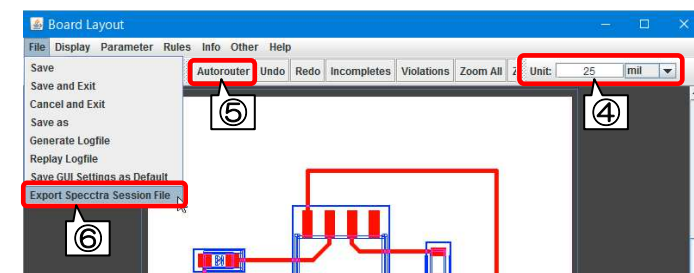 Board Layout
File Display Parameter Rules Info Other Help
Save
Save and Exit
Cancel and Exit
Save as
Generate Logfile
Replay Logfile
Save GUI Settings as Default
Export Specctra Session File
Autorouter Undo Redo Incompletes Violations Zoom All Unit: 25 mil
⑤
④
⑥